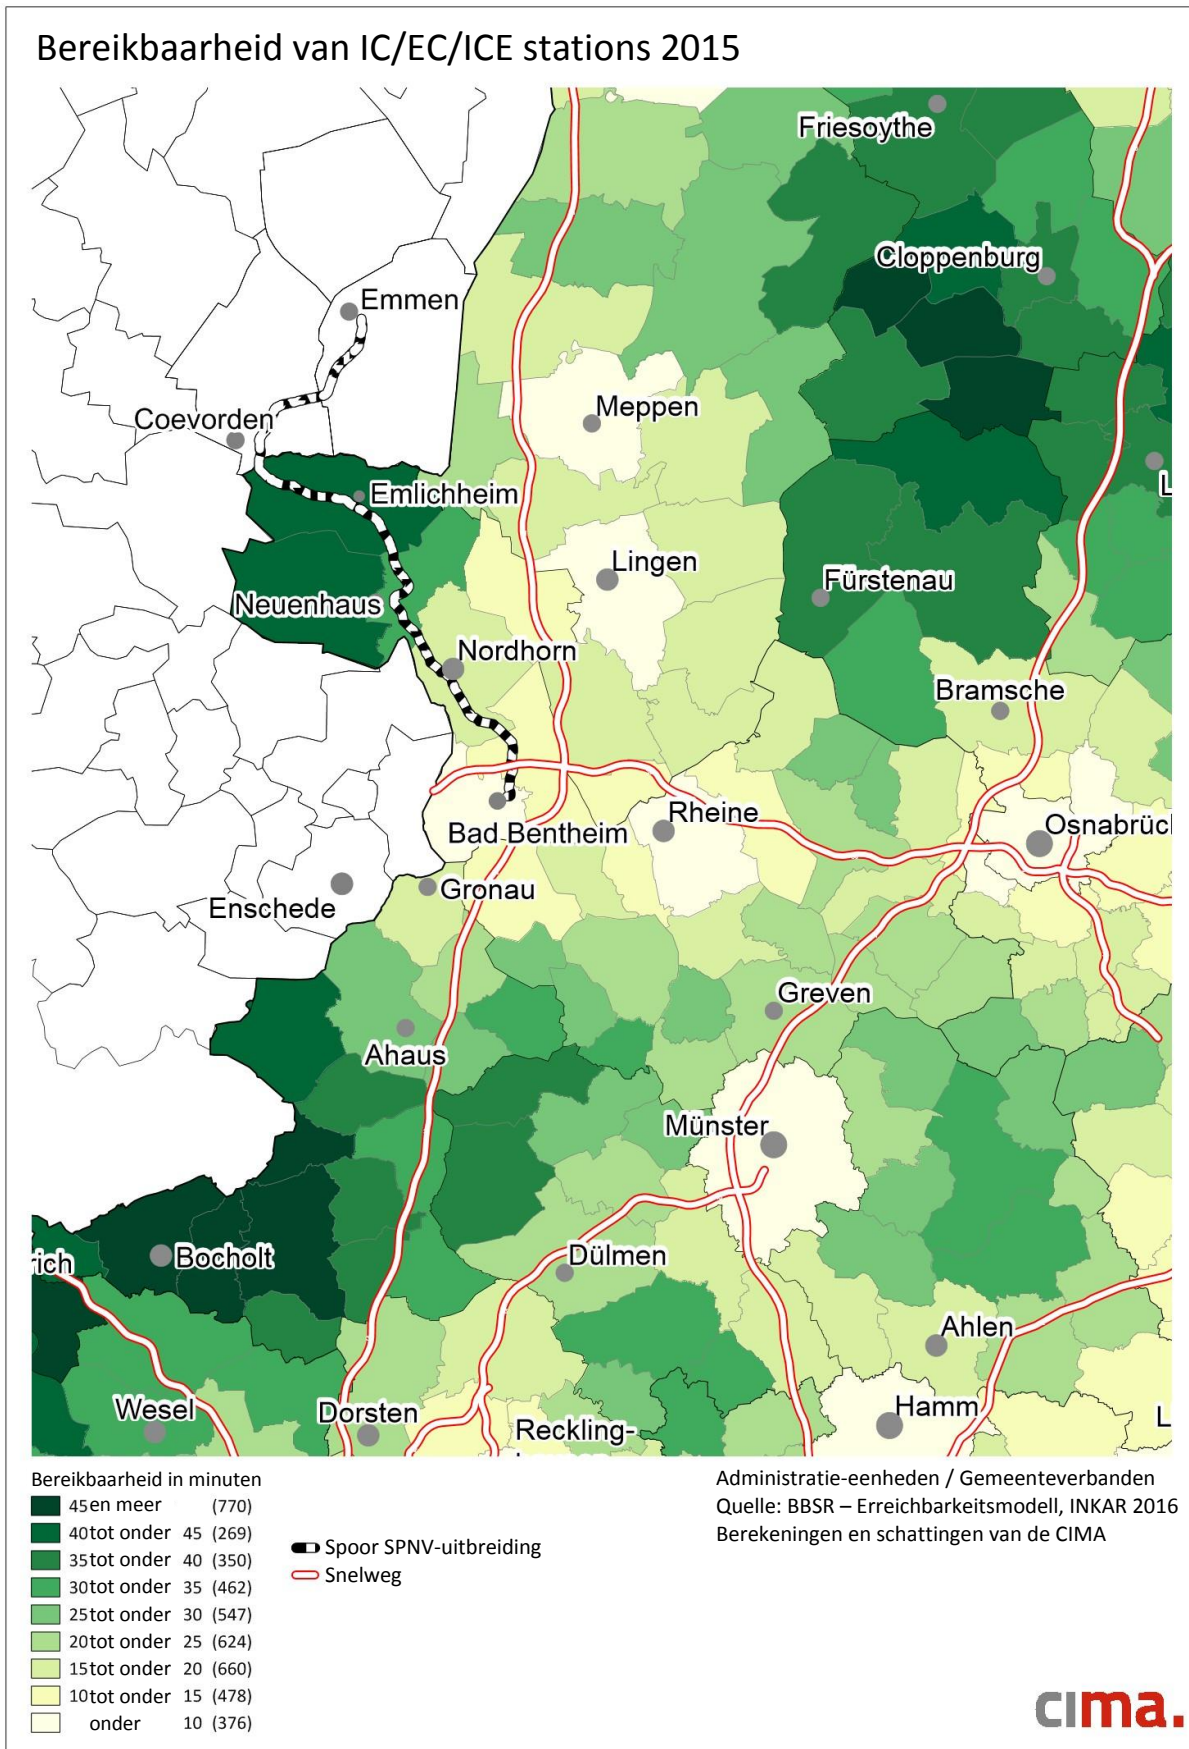 Bereikbaarheid van IC/EC/ICE stations 2015
Friesoythe
Cloppenburg
Emmen
Meppen
Coevorden
Emlichheim
L
Lingen
Fürstenau
Neuenhaus
Nordhorn
Bramsche
Rheine
Osnabrüc
Bad Bentheim
Gronau
Enschede
Greven
Ahaus
Münster
rich
Bocholt
Dülmen
Ahlen
Wesel
Dorsten
Hamm
L
Reckling-
Bereikbaarheid in minuten
45 en meer (770)
40 tot onder 45 (269)
35 tot onder 40 (350)
30 tot onder 35 (462)
25 tot onder 30 (547)
20 tot onder 25 (624)
15 tot onder 20 (660)
10 tot onder 15 (478)
onder 10 (376)
Spoor SPNV-uitbreiding
Snelweg
Administratie-eenheden / Gemeenteverbanden
Quelle: BBSR – Erreichbarkeitsmodell, INKAR 2016
Berekeningen en schattingen van de CIMA
cima.